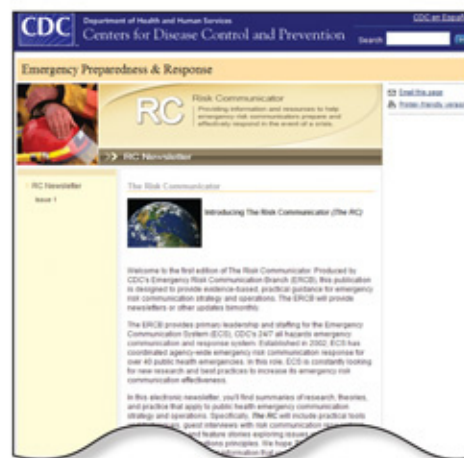 CDC
Department of Health and Human Services
Centers for Disease Control and Prevention
CDC en Español
Search
Emergency Preparedness & Response
RC
Risk Communicator
Providing information and resources to help
emergency risk communicators prepare and
effectively respond in the event of a crisis.
Email this page
Printer-friendly version
>> RC Newsletter
RC Newsletter
Issue 1
The Risk Communicator
Introducing The Risk Communicator (The RC)
Welcome to the first edition of The Risk Communicator. Produced by
CDC's Emergency Risk Communication Branch (ERCB), this publication
is designed to provide evidence-based, practical guidance for emergency
risk communication strategy and operations. The ERCB will provide
newsletters or other updates bimonthly.
The ERCB provides primary leadership and staffing for the Emergency
Communication System (ECS), CDC's 24/7 all hazards emergency
communication and response system. Established in 2002, ECS has
coordinated agency-wide emergency risk communication response for
over 40 public health emergencies. In this role, ECS is constantly looking
for new research and best practices to increase its emergency risk
communication effectiveness.
In this electronic newsletter, you'll find summaries of research, theories,
and practice that apply to public health emergency communication
strategy and operations. Specifically, The RC will include practical tools
guest interviews with risk communication
and feature stories exploring issues
principles. We hope
information that